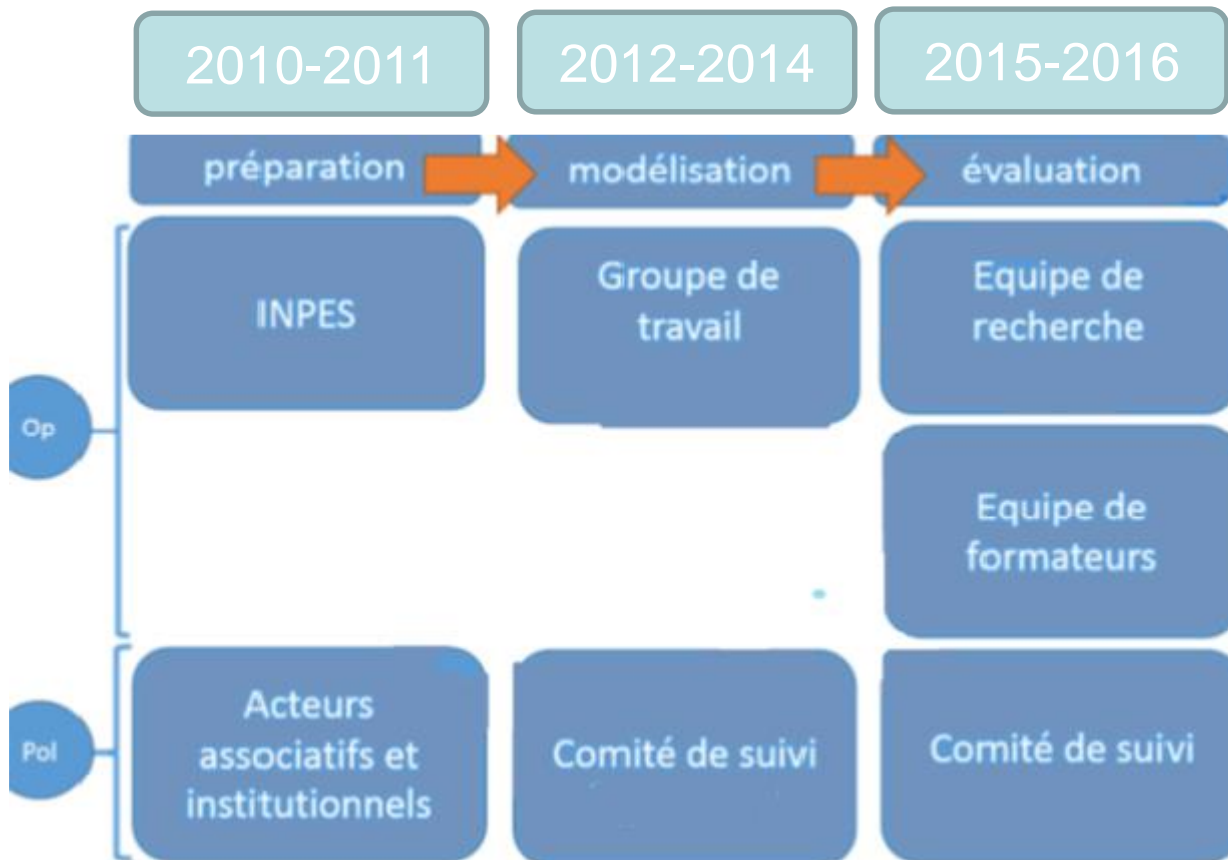 2010-2011
2012-2014
2015-2016
préparation
modélisation
évaluation
Op
INPES
Groupe de
travail
Equipe de
recherche
Equipe de
formateurs
Pol
Acteurs
associatifs et
institutionnels
Comité de suivi
Comité de suivi